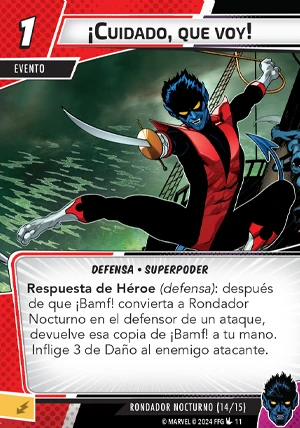 1
¡Cuidado, que voy!
EVENTO
DEFENSA • SUPERPODER
Respuesta de Héroe (defensa): después
de que ¡Bamf! convierta a Rondador
Nocturno en el defensor de un ataque,
devuelve esa copia de ¡Bamf! a tu mano.
Inflige 3 de Daño al enemigo atacante.
RONDADOR NOCTURNO (14/15)
© MARVEL © 2024 FFG 11